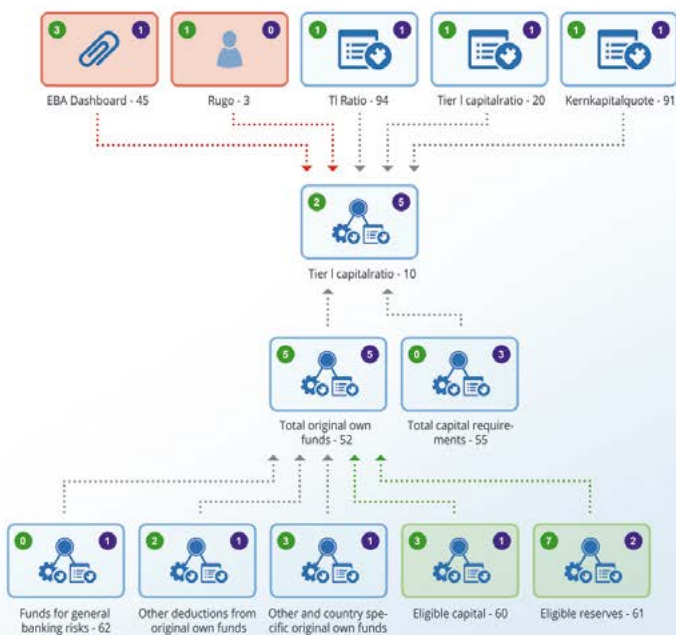 3 1 1 0 1 1 1 1 1 1
EBA Dashboard - 45 Rugo - 3 TI Ratio - 94 Tier I capitalratio - 20 Kernkapitalquote - 91
2 5
Tier I capitalratio - 10
5 5 0 3
Total original own
funds - 52
Total capital require-
ments - 55
0 1 2 1 3 1 3 1 7 2
Funds for general
banking risks - 62
Other deductions from
original own funds
Other and country spe-
cific original own funds
Eligible capital - 60
Eligible reserves - 61